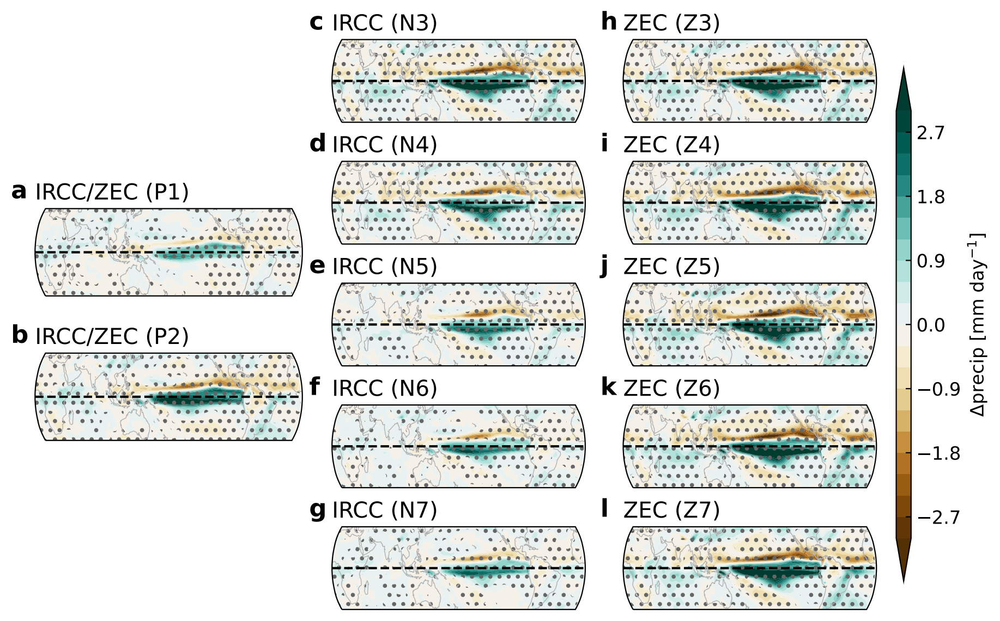 a IRCC/ZEC (P1)
b IRCC/ZEC (P2)
c IRCC (N3)
d IRCC (N4)
e IRCC (N5)
f IRCC (N6)
g IRCC (N7)
h ZEC (Z3)
i ZEC (Z4)
j ZEC (Z5)
k ZEC (Z6)
l ZEC (Z7)
2.7
1.8
0.9
0.0
−0.9
−1.8
−2.7
Δprecip [mm day⁻¹]